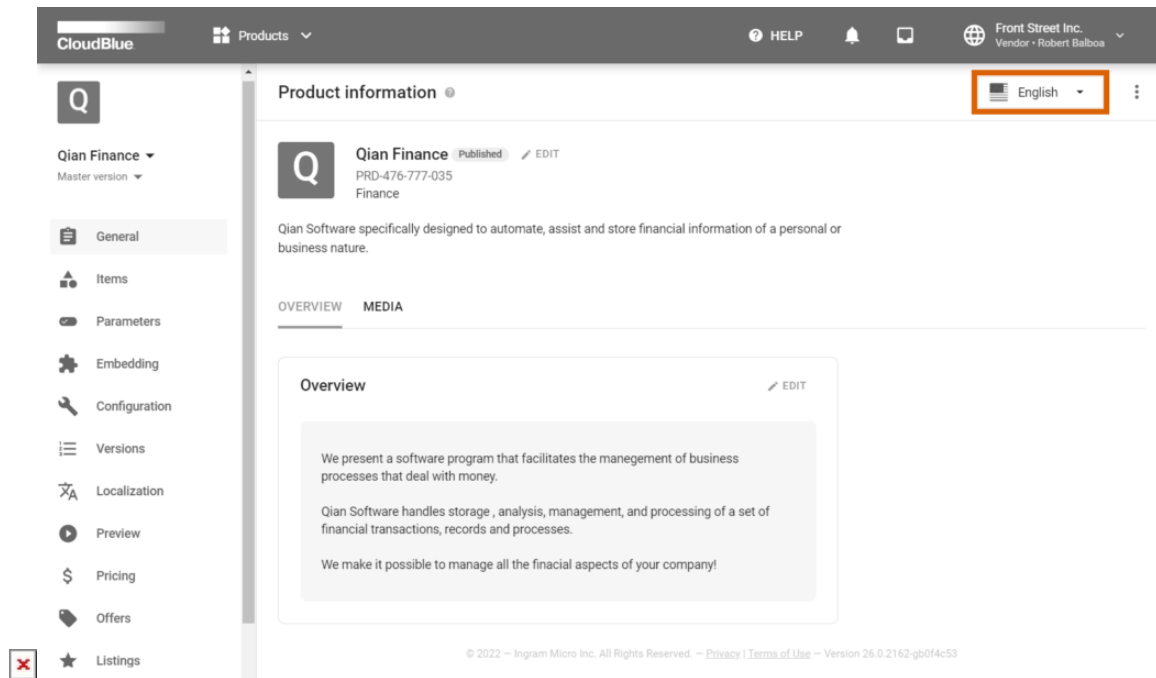 CloudBlue
Products
HELP
Front Street Inc.
Vendor • Robert Balboa
Q
Qian Finance
Master version
General
Items
Parameters
Embedding
Configuration
Versions
Localization
Preview
Pricing
Offers
Listings
Product information
English
Q
Qian Finance Published EDIT
PRD-476-777-035
Finance
Qian Software specifically designed to automate, assist and store financial information of a personal or
business nature.
OVERVIEW MEDIA
Overview EDIT
We present a software program that facilitates the manegement of business
processes that deal with money.
Qian Software handles storage , analysis, management, and processing of a set of
financial transactions, records and processes.
We make it possible to manage all the finacial aspects of your company!
© 2022 – Ingram Micro Inc. All Rights Reserved. – Privacy | Terms of Use – Version 26.0.2162-gb0f4c53